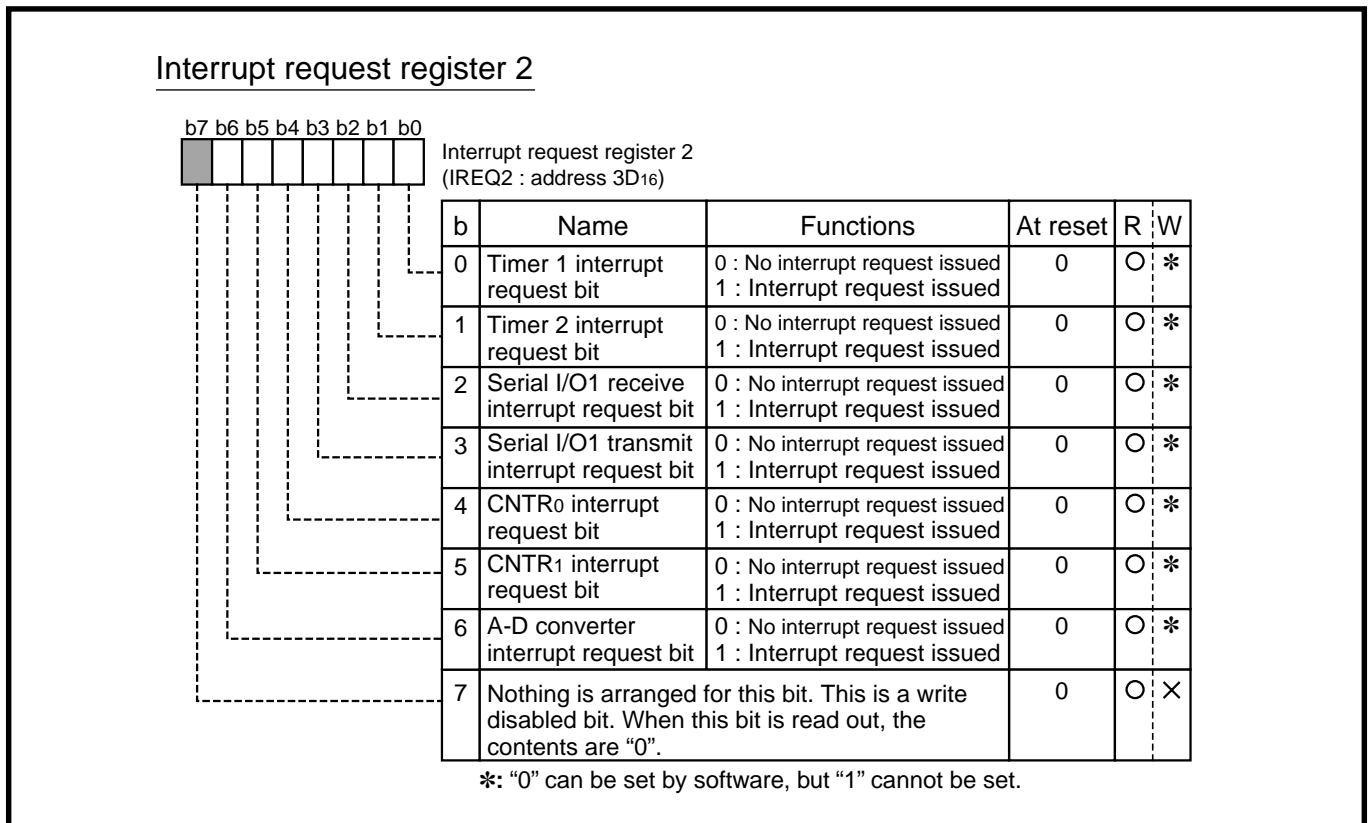 Interrupt request register 2
b7 b6 b5 b4 b3 b2 b1 b0
Interrupt request register 2
(IREQ2 : address 3D16)
b Name Functions At reset R W
0 Timer 1 interrupt 0 : No interrupt request issued 0 O ✻
request bit 1 : Interrupt request issued
1 Timer 2 interrupt 0 : No interrupt request issued 0 O ✻
request bit 1 : Interrupt request issued
2 Serial I/O1 receive 0 : No interrupt request issued 0 O ✻
interrupt request bit 1 : Interrupt request issued
3 Serial I/O1 transmit 0 : No interrupt request issued 0 O ✻
interrupt request bit 1 : Interrupt request issued
4 CNTR0 interrupt 0 : No interrupt request issued 0 O ✻
request bit 1 : Interrupt request issued
5 CNTR1 interrupt 0 : No interrupt request issued 0 O ✻
request bit 1 : Interrupt request issued
6 A-D converter 0 : No interrupt request issued 0 O ✻
interrupt request bit 1 : Interrupt request issued
7 Nothing is arranged for this bit. This is a write 0 O ×
disabled bit. When this bit is read out, the
contents are “0”.
✻: “0” can be set by software, but “1” cannot be set.